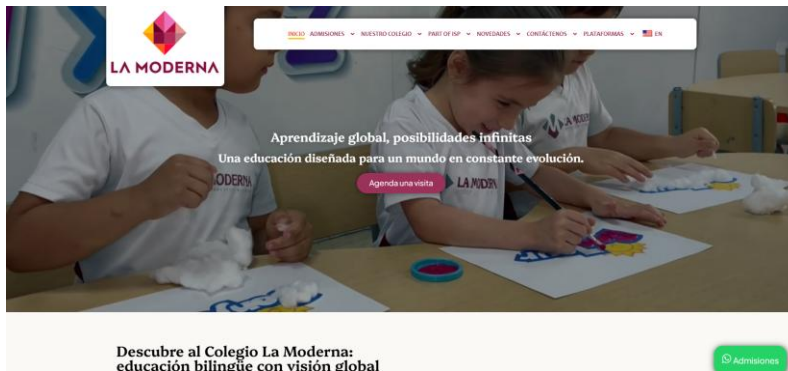 LA MODERNA
INICIO ADMISIONES NUESTRO COLEGIO PART OF ISP NOVEDADES CONTÁCTENOS PLATAFORMAS EN
Aprendizaje global, posibilidades infinitas
Una educación diseñada para un mundo en constante evolución.
Agenda una visita
LA MODERN
Descubre al Colegio La Moderna:
educación bilingüe con visión global
Admisiones